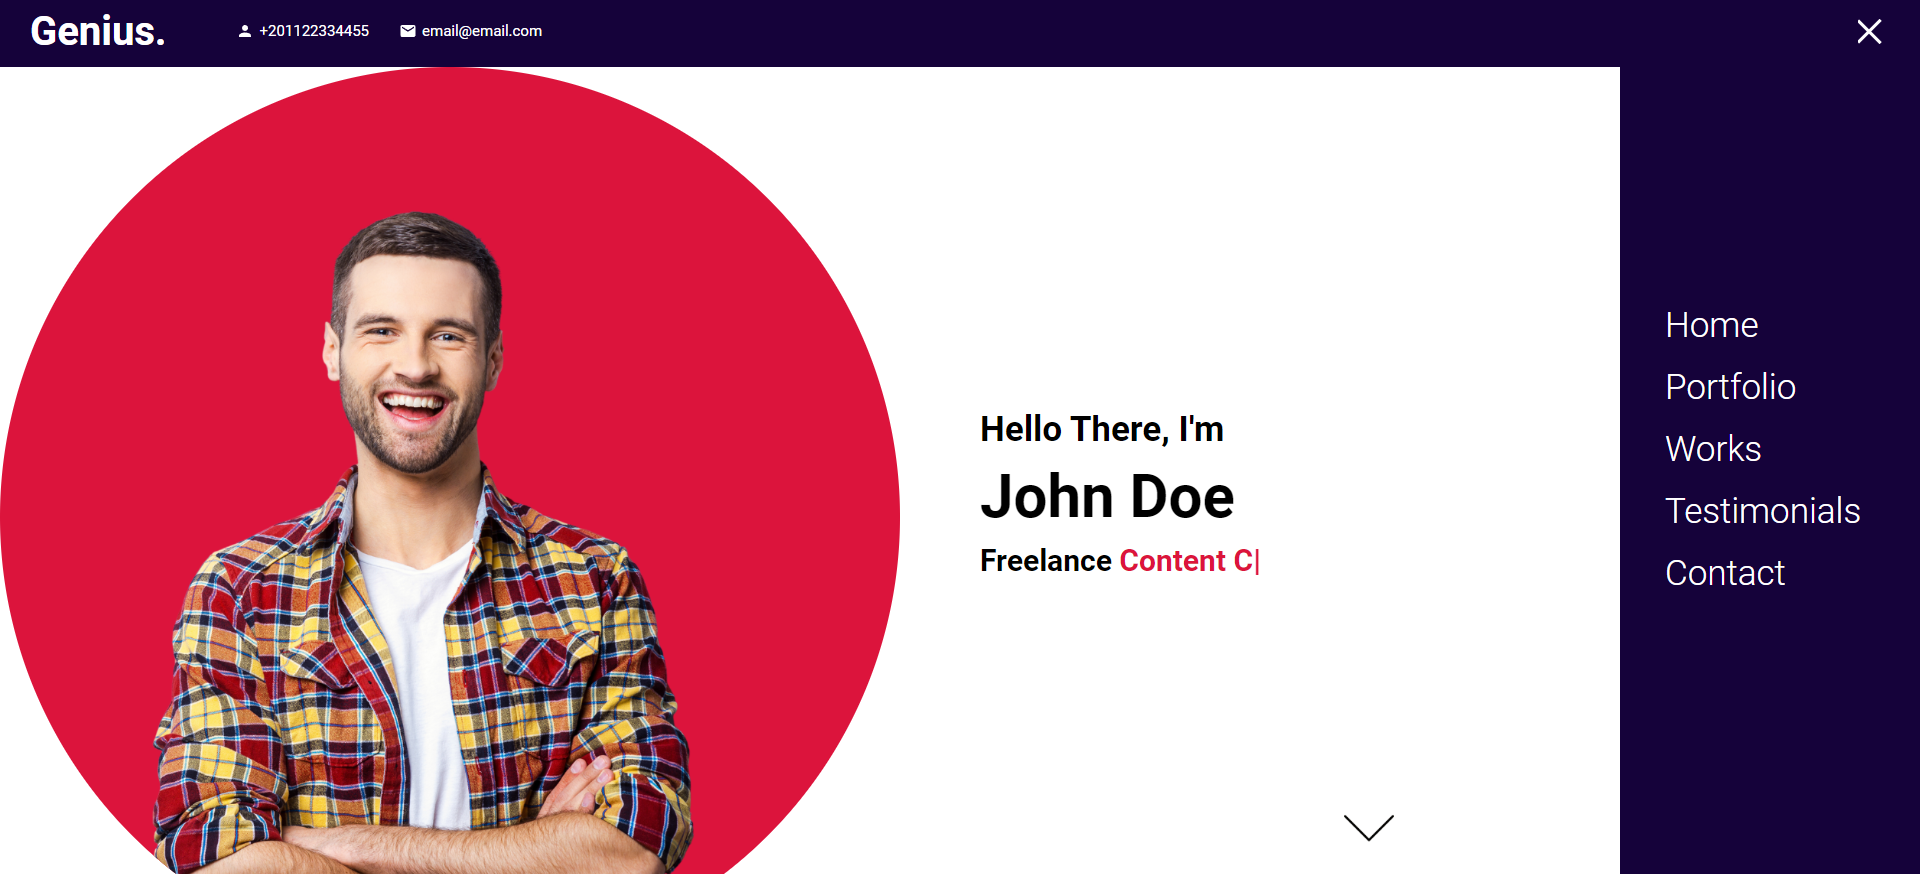 Genius.
+201122334455
email@email.com
Hello There, I'm
John Doe
Freelance Content C|
Home
Portfolio
Works
Testimonials
Contact